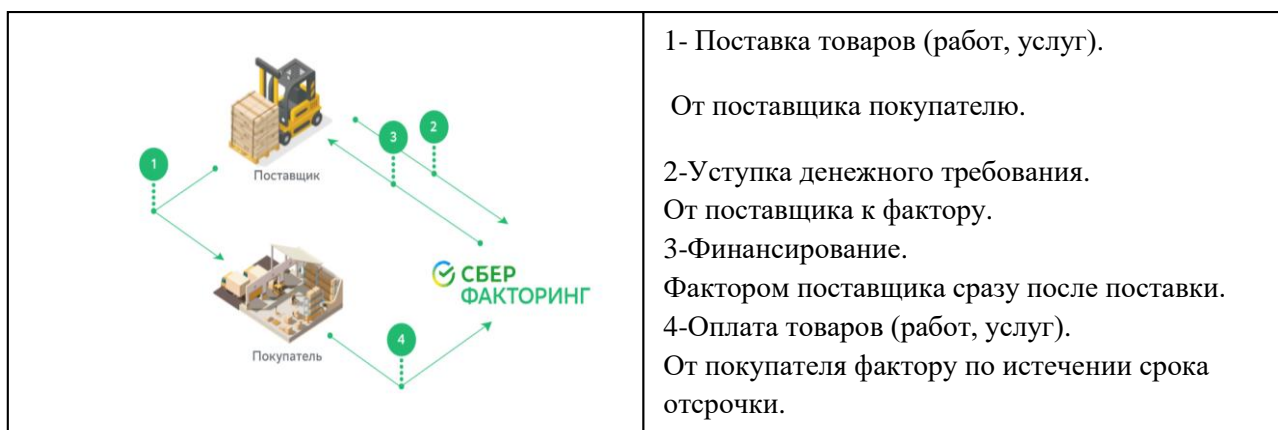 1
2
3
Поставщик
СБЕР
ФАКТОРИНГ
Покупатель
4
1- Поставка товаров (работ, услуг).
От поставщика покупателю.
2-Уступка денежного требования.
От поставщика к фактору.
3-Финансирование.
Фактором поставщика сразу после поставки.
4-Оплата товаров (работ, услуг).
От покупателя фактору по истечении срока
отсрочки.